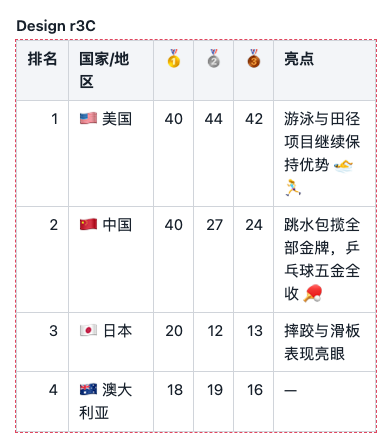 Design r3C
排名 国家/地 🥇 🥈 🥉 亮点
区
1 🇺🇸 美国 40 44 42 游泳与田径
项目继续保
持优势 🏊
🏃
2 🇨🇳 中国 40 27 24 跳水包揽全
部金牌，乒
乓球五金全
收 🏓
3 🇯🇵 日本 20 12 13 摔跤与滑板
表现亮眼
4 🇦🇺 澳大 18 19 16 —
利亚